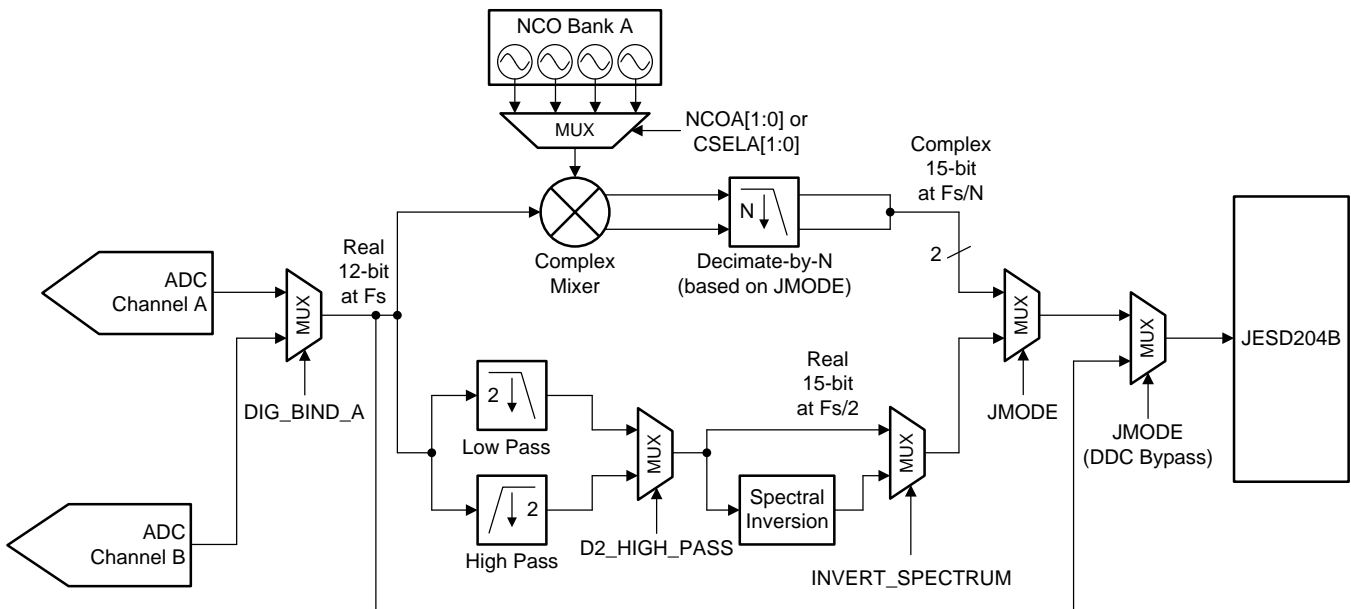 NCO Bank A
MUX
NCOA[1:0] or
CSELA[1:0]
Complex
15-bit
at Fs/N
N
2
Complex
Mixer
Decimate-by-N
(based on JMODE)
Real
12-bit
at Fs
ADC
Channel A
MUX
DIG_BIND_A
ADC
Channel B
2
Low Pass
2
High Pass
MUX
D2_HIGH_PASS
Real
15-bit
at Fs/2
Spectral
Inversion
MUX
INVERT_SPECTRUM
MUX
JMODE
MUX
JMODE
(DDC Bypass)
JESD204B